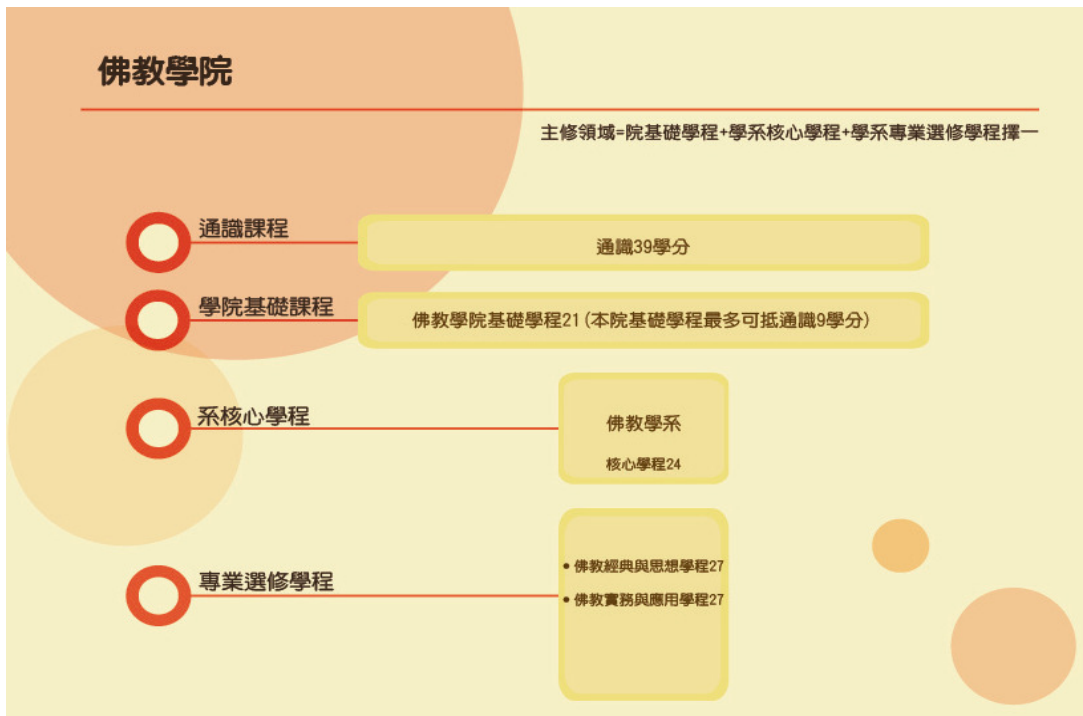 佛教學院
主修領域=院基礎學程+學系核心學程+學系專業選修學程擇一
通識課程
通識39學分
學院基礎課程
佛教學院基礎學程21(本院基礎學程最多可抵通識9學分)
系核心學程
佛教學系
核心學程24
專業選修學程
• 佛教經典與思想學程27
• 佛教實務與應用學程27